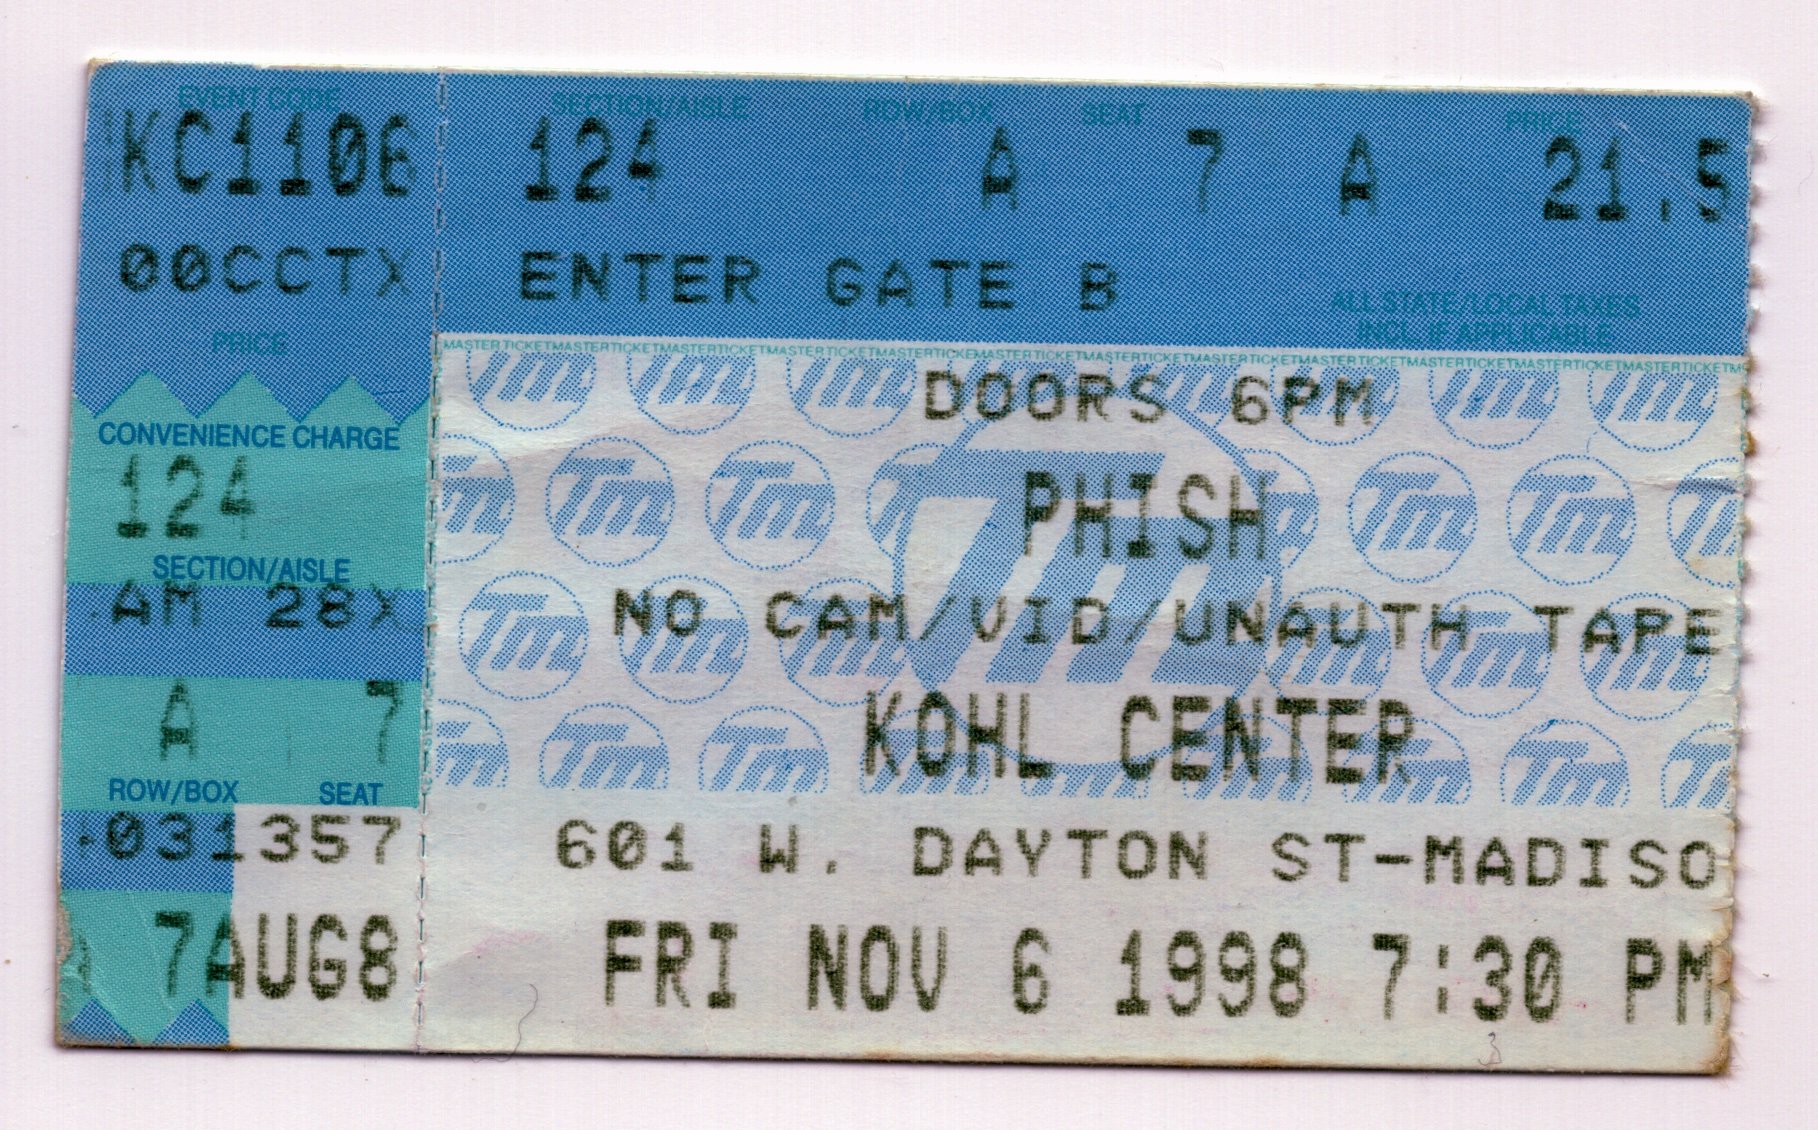 EVENT CODE
KC1106
00CCTX
PRICE
CONVENIENCE CHARGE
124
SECTION/AISLE
AM 28X
A 7
ROW/BOX SEAT
031357
A 7AUG8
SECTION/AISLE ROW/BOX SEAT PRICE
124 A 7 A 21.5
ENTER GATE B
ALL STATE/LOCAL TAXES
INCL. IF APPLICABLE
MASTERTICKETMASTERTICKETMASTERTICKETMASTERTICKEMASTERTICKETMASTERTICKETMASTERTICKETMASTERTICKETMASTERTICKETMASTERTICKETMASTERTICKETM
DOORS 6PM
PHISH
NO CAM/VID/UNAUTH TAPE
KOHL CENTER
601 W. DAYTON ST-MADISO
FRI NOV 6 1998 7:30 PM